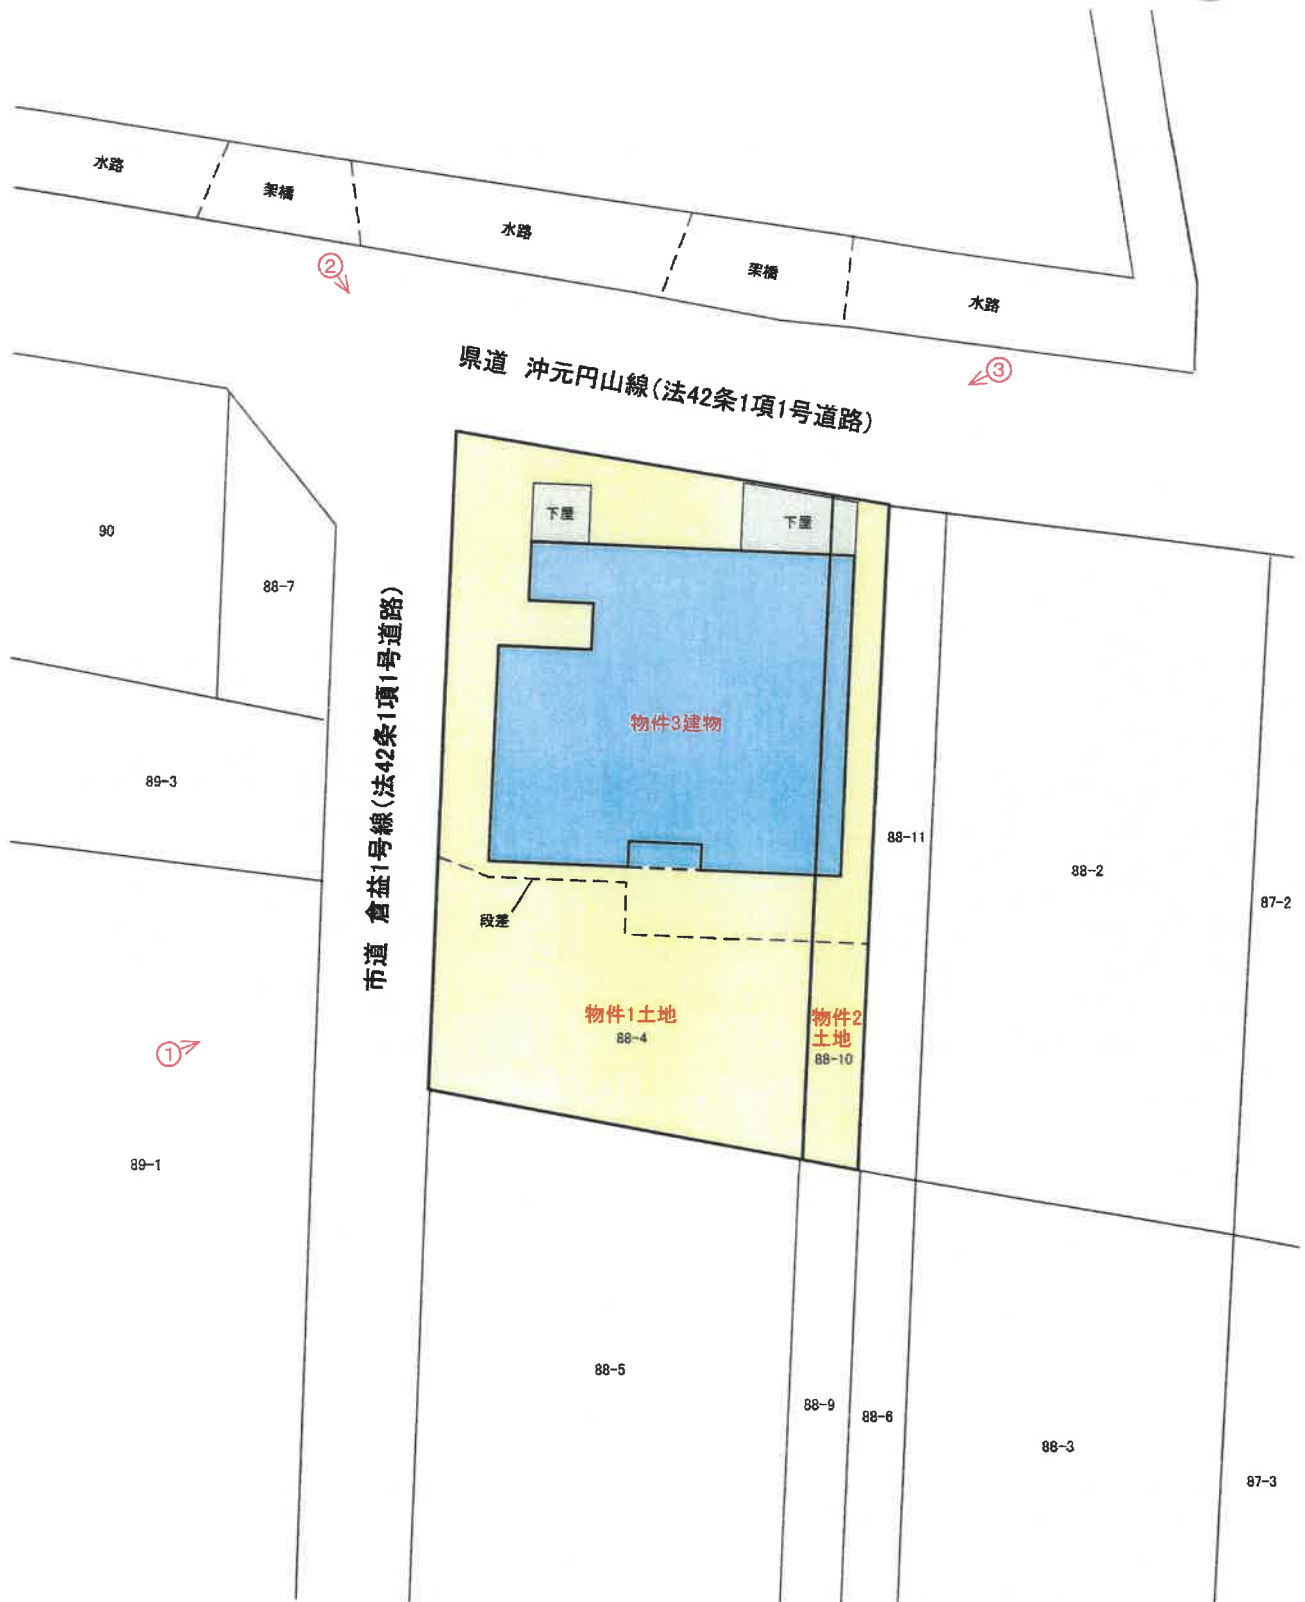 水路
架橋
水路
架橋
水路
②
③
県道 沖元円山線(法42条1項1号道路)
90
88-7
下屋
下屋
市道 倉益1号線(法42条1項1号道路)
物件3建物
89-3
88-11
88-2
87-2
段差
物件1土地
88-4
物件2
土地
88-10
①
89-1
88-5
88-9
88-6
88-3
87-3